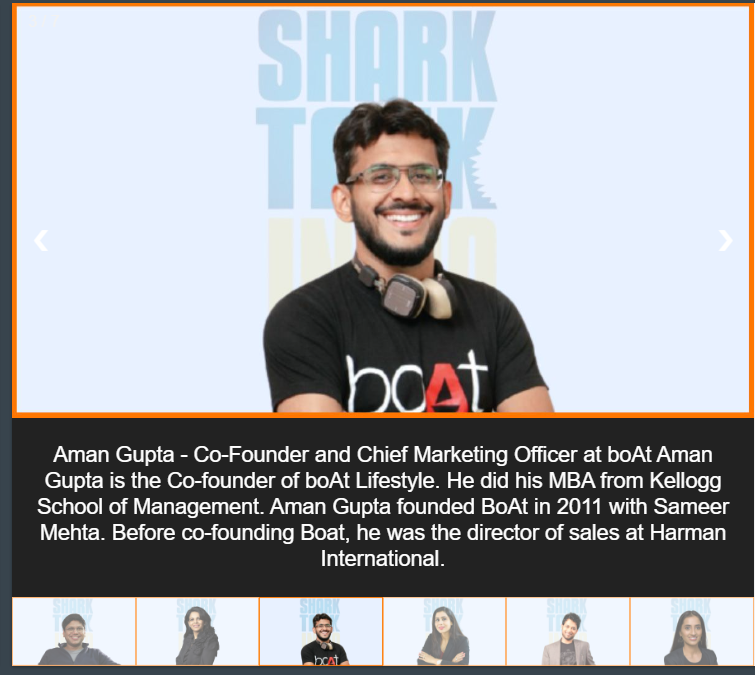 SHARK
TANK
INDIA
boAt
Aman Gupta - Co-Founder and Chief Marketing Officer at boAt Aman
Gupta is the Co-founder of boAt Lifestyle. He did his MBA from Kellogg
School of Management. Aman Gupta founded BoAt in 2011 with Sameer
Mehta. Before co-founding Boat, he was the director of sales at Harman
International.
SHARK
SHARK
SHARK
boAt
SHARK
SHARK
SHARK